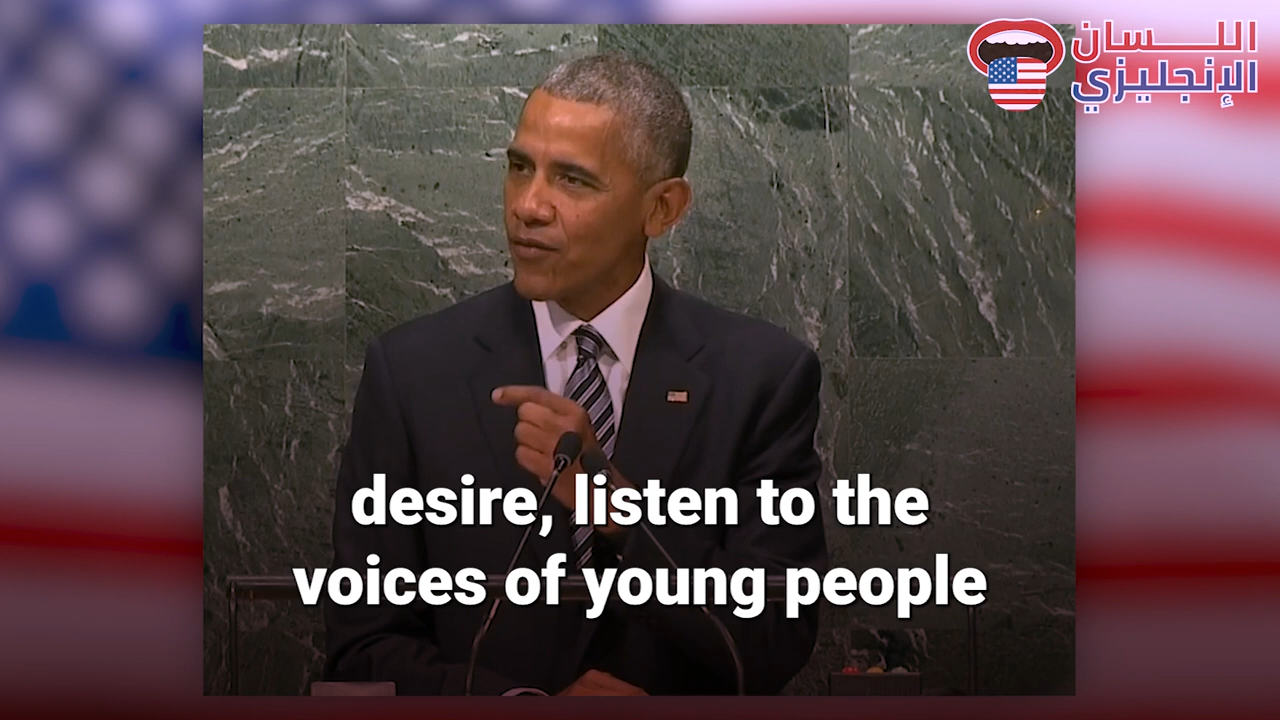 اللسان
الإنجليزي
desire, listen to the
voices of young people